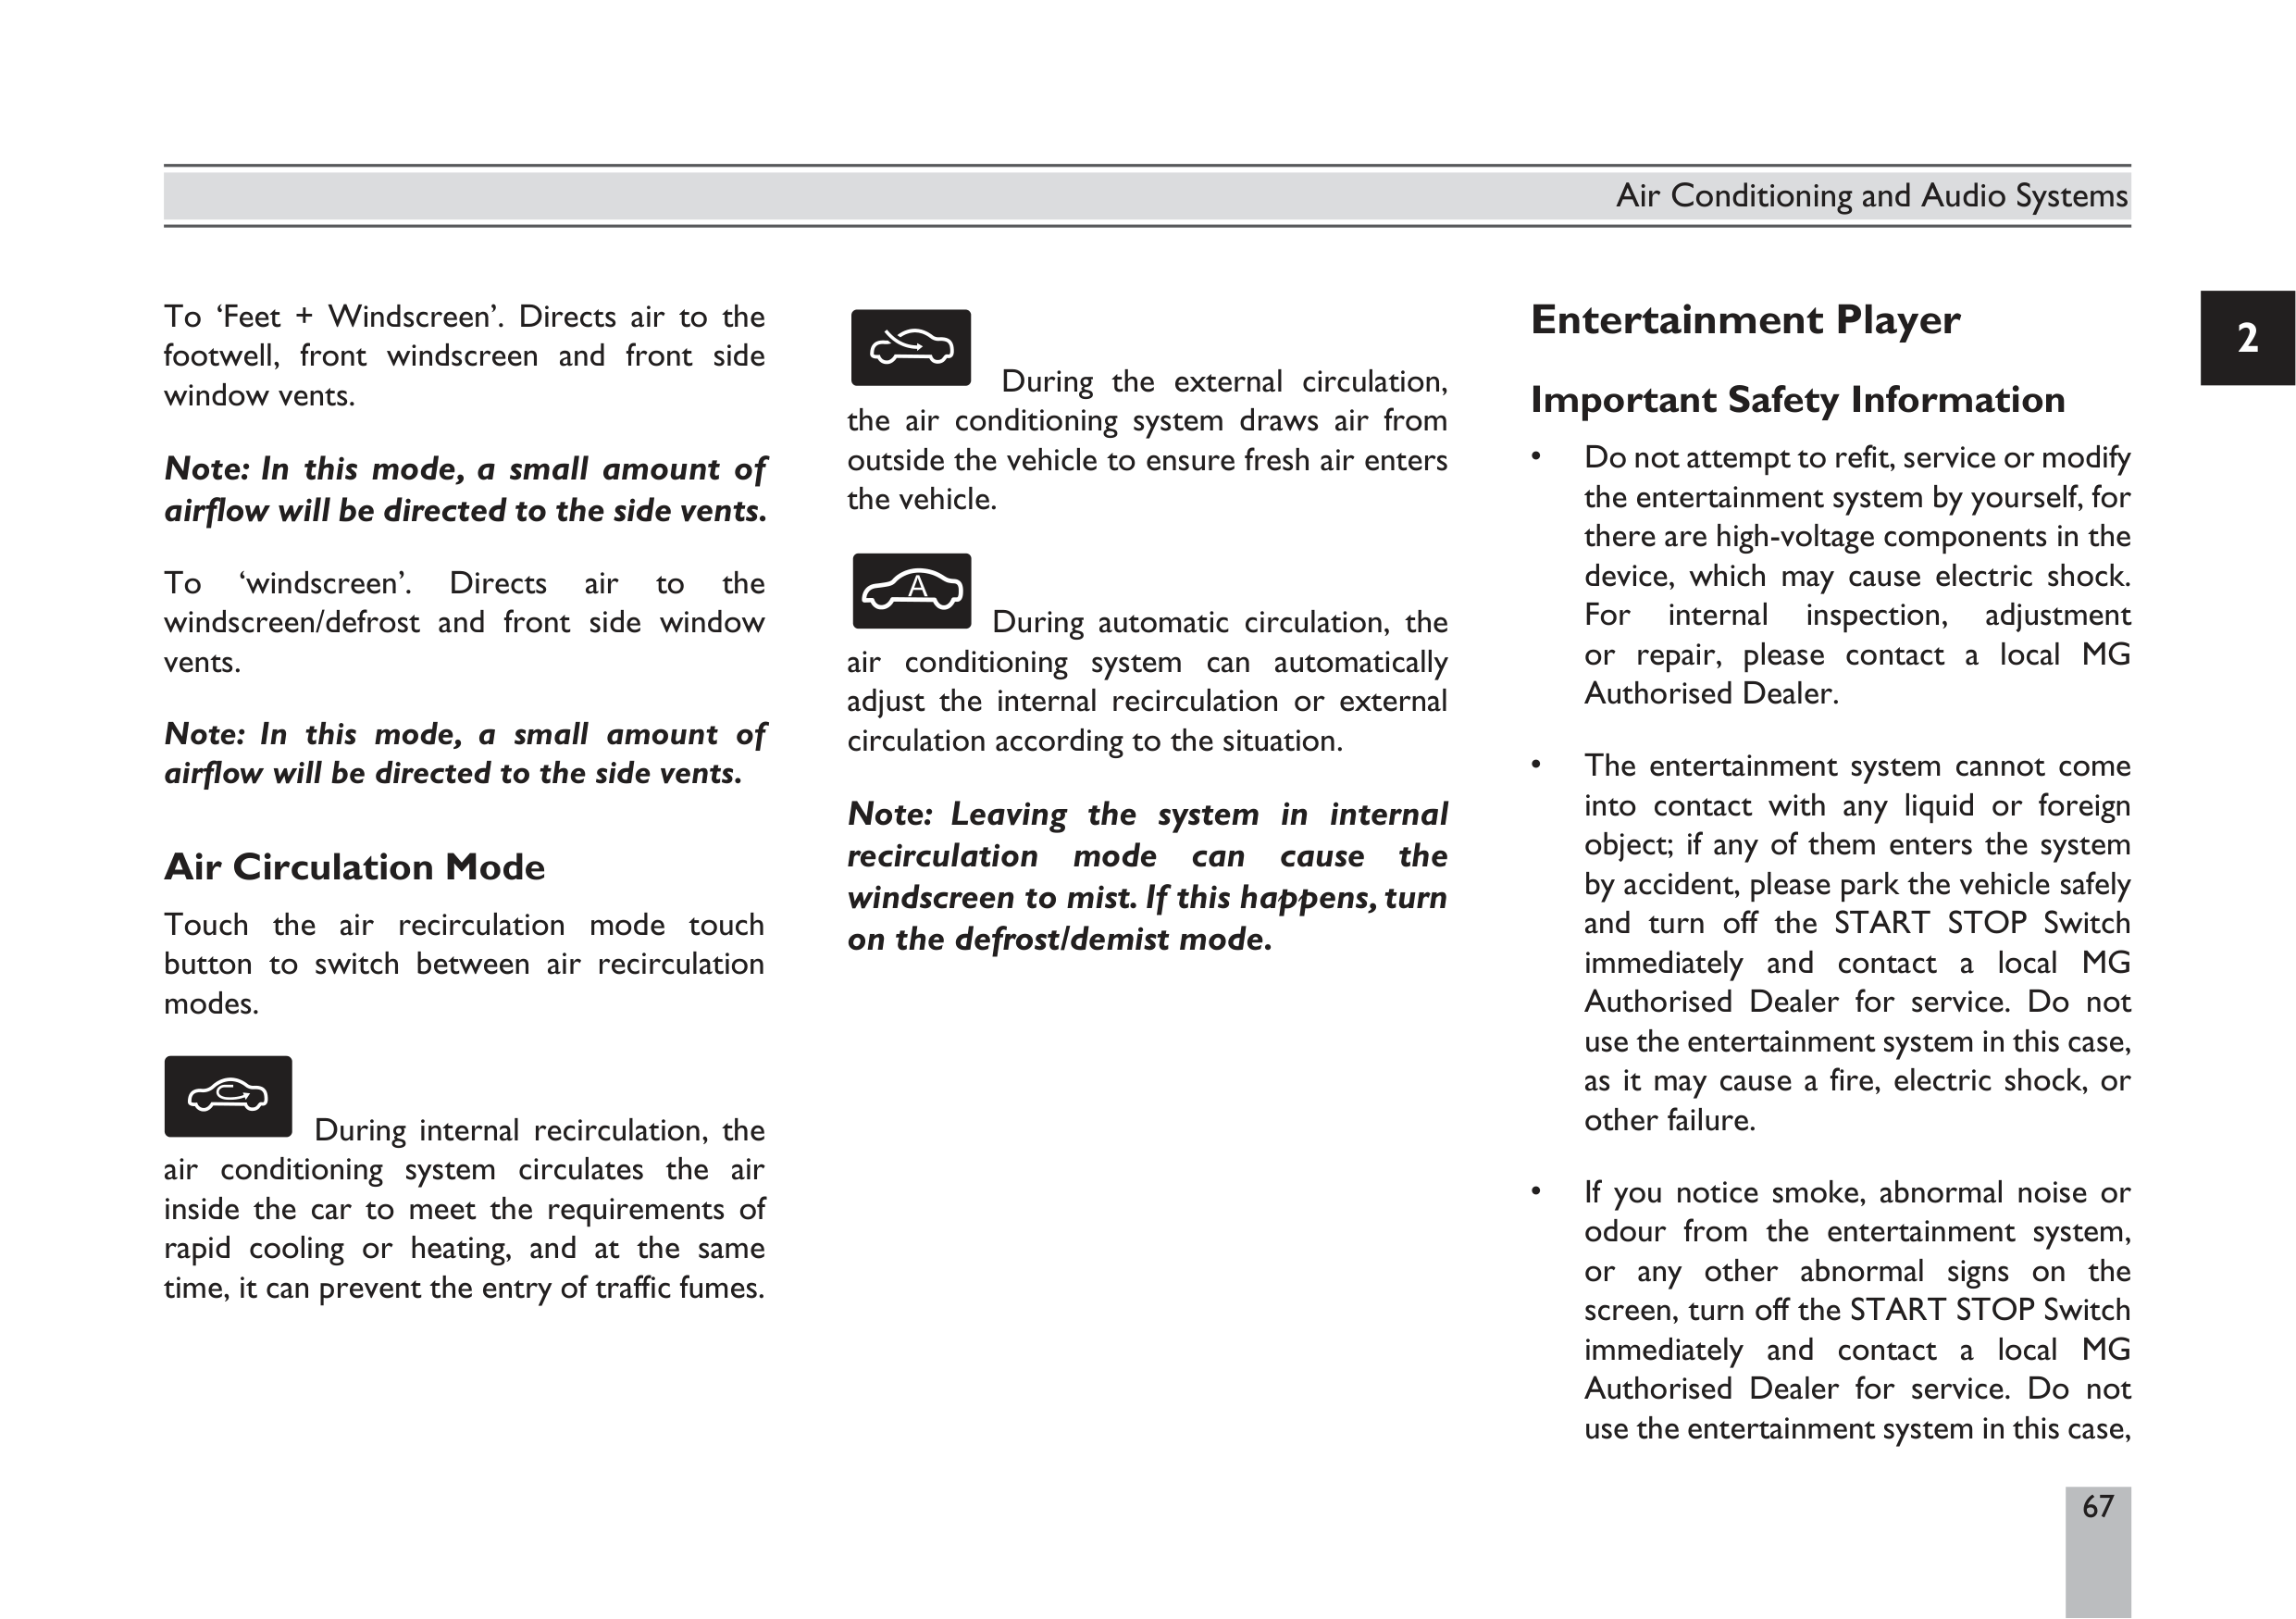 Air Conditioning and Audio Systems
2
To ‘Feet + Windscreen’. Directs air to the
footwell, front windscreen and front side
window vents.
Note: In this mode, a small amount of
airflow will be directed to the side vents.
To ‘windscreen’. Directs air to the
windscreen/defrost and front side window
vents.
Note: In this mode, a small amount of
airflow will be directed to the side vents.
Air Circulation Mode
Touch the air recirculation mode touch
button to switch between air recirculation
modes.
During internal recirculation, the
air conditioning system circulates the air
inside the car to meet the requirements of
rapid cooling or heating, and at the same
time, it can prevent the entry of traffic fumes.
During the external circulation,
the air conditioning system draws air from
outside the vehicle to ensure fresh air enters
the vehicle.
A
During automatic circulation, the
air conditioning system can automatically
adjust the internal recirculation or external
circulation according to the situation.
Note: Leaving the system in internal
recirculation mode can cause the
windscreen to mist. If this happens, turn
on the defrost/demist mode.
Entertainment Player
Important Safety Information
• Do not attempt to refit, service or modify
the entertainment system by yourself, for
there are high-voltage components in the
device, which may cause electric shock.
For internal inspection, adjustment
or repair, please contact a local MG
Authorised Dealer.
• The entertainment system cannot come
into contact with any liquid or foreign
object; if any of them enters the system
by accident, please park the vehicle safely
and turn off the START STOP Switch
immediately and contact a local MG
Authorised Dealer for service. Do not
use the entertainment system in this case,
as it may cause a fire, electric shock, or
other failure.
• If you notice smoke, abnormal noise or
odour from the entertainment system,
or any other abnormal signs on the
screen, turn off the START STOP Switch
immediately and contact a local MG
Authorised Dealer for service. Do not
use the entertainment system in this case,
67